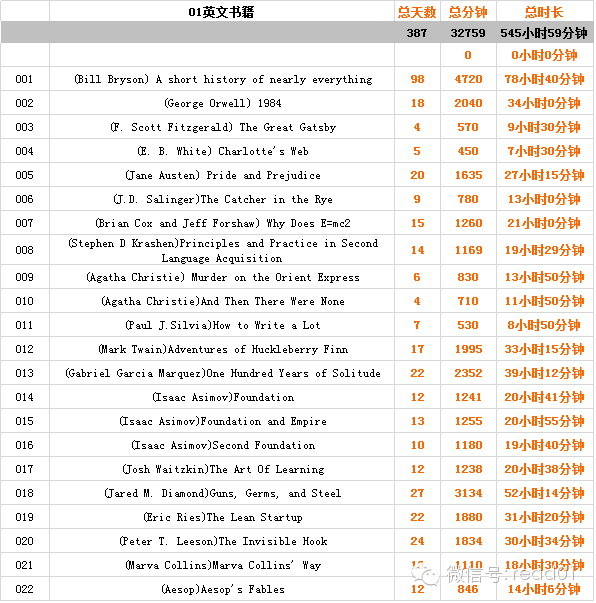 01英文书籍 总天数 总分钟 总时长
387 32759 545小时59分钟
0 0小时0分钟
001 (Bill Bryson) A short history of nearly everything 98 4720 78小时40分钟
002 (George Orwell) 1984 18 2040 34小时0分钟
003 (F. Scott Fitzgerald) The Great Gatsby 4 570 9小时30分钟
004 (E. B. White) Charlotte's Web 5 450 7小时30分钟
005 (Jane Austen) Pride and Prejudice 20 1635 27小时15分钟
006 (J.D. Salinger)The Catcher in the Rye 9 780 13小时0分钟
007 (Brian Cox and Jeff Forshaw) Why Does E=mc2 15 1260 21小时0分钟
008 (Stephen D Krashen)Principles and Practice in Second
Language Acquisition 14 1169 19小时29分钟
009 (Agatha Christie) Murder on the Orient Express 6 830 13小时50分钟
010 (Agatha Christie)And Then There Were None 4 710 11小时50分钟
011 (Paul J.Silvia)How to Write a Lot 7 530 8小时50分钟
012 (Mark Twain)Adventures of Huckleberry Finn 17 1995 33小时15分钟
013 (Gabriel Garcia Marquez)One Hundred Years of Solitude 22 2352 39小时12分钟
014 (Isaac Asimov)Foundation 12 1241 20小时41分钟
015 (Isaac Asimov)Foundation and Empire 13 1255 20小时55分钟
016 (Isaac Asimov)Second Foundation 10 1180 19小时40分钟
017 (Josh Waitzkin)The Art Of Learning 12 1238 20小时38分钟
018 (Jared M. Diamond)Guns, Germs, and Steel 27 3134 52小时14分钟
019 (Eric Ries)The Lean Startup 22 1880 31小时20分钟
020 (Peter T. Leeson)The Invisible Hook 24 1834 30小时34分钟
021 (Marva Collins)Marva Collins' Way 1110 18小时30分钟
微信号:
022 (Aesop)Aesop's Fables 12 846 14小时6分钟